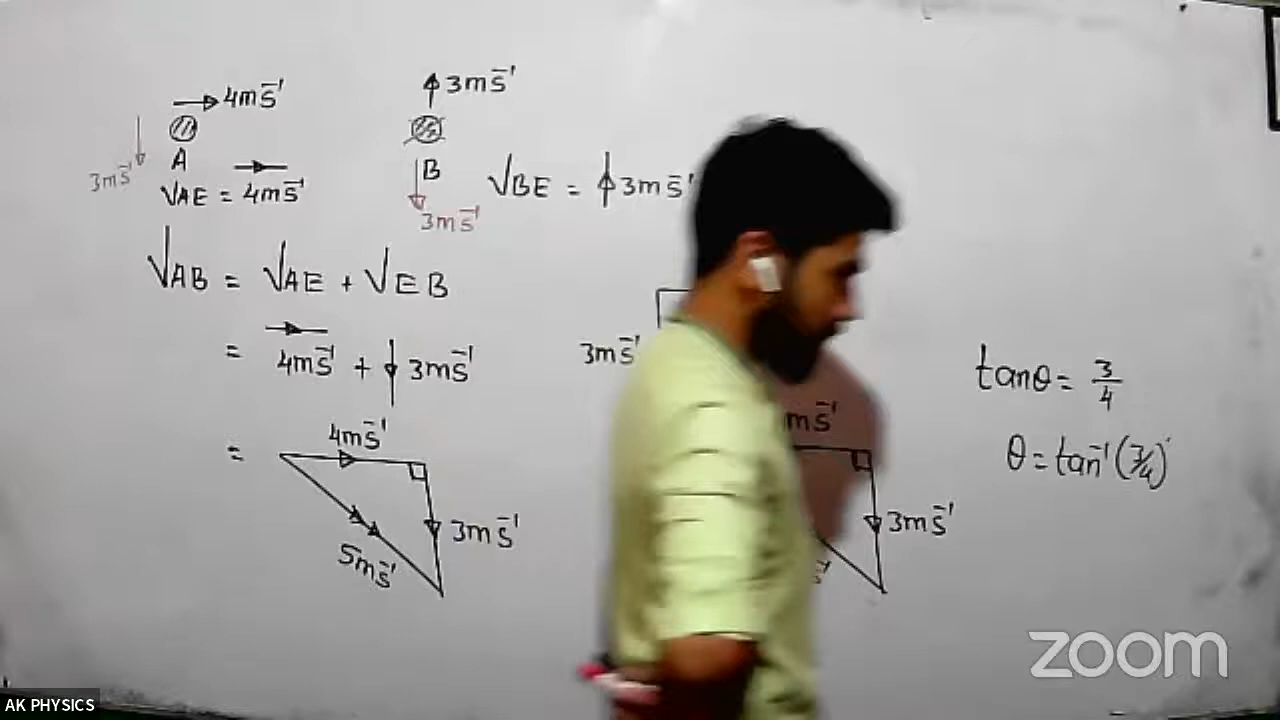 → 4ms⁻¹
↑ 3ms⁻¹
A
3ms⁻¹
B
3ms⁻¹
VAE = 4ms⁻¹
VBE = ↑ 3ms⁻¹
VAB = VAE + VEB
= 4ms⁻¹ + ↓ 3ms⁻¹
= 4ms⁻¹
3ms⁻¹
5ms⁻¹
3ms⁻¹
ms⁻¹
3ms⁻¹
tanθ = 3/4
θ = tan⁻¹(3/4)
zoom
AK PHYSICS